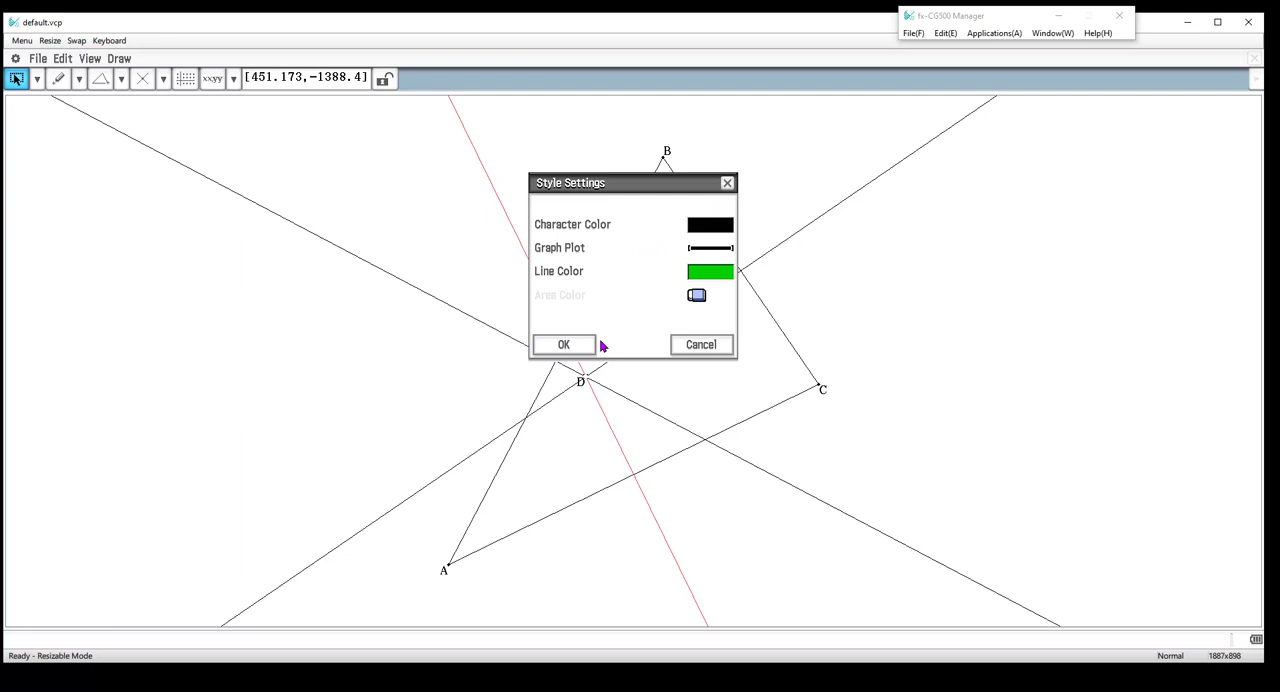 default.vcp
fx-CG500 Manager
File(F) Edit(E) Applications(A) Window(W) Help(H)
Menu Resize Swap Keyboard
File Edit View Draw
xx;yy [451.173,-1388.4]
B
Style Settings
Character Color
Graph Plot
Line Color
Area Color
OK Cancel
D
C
A
Ready - Resizable Mode Normal 1887x898